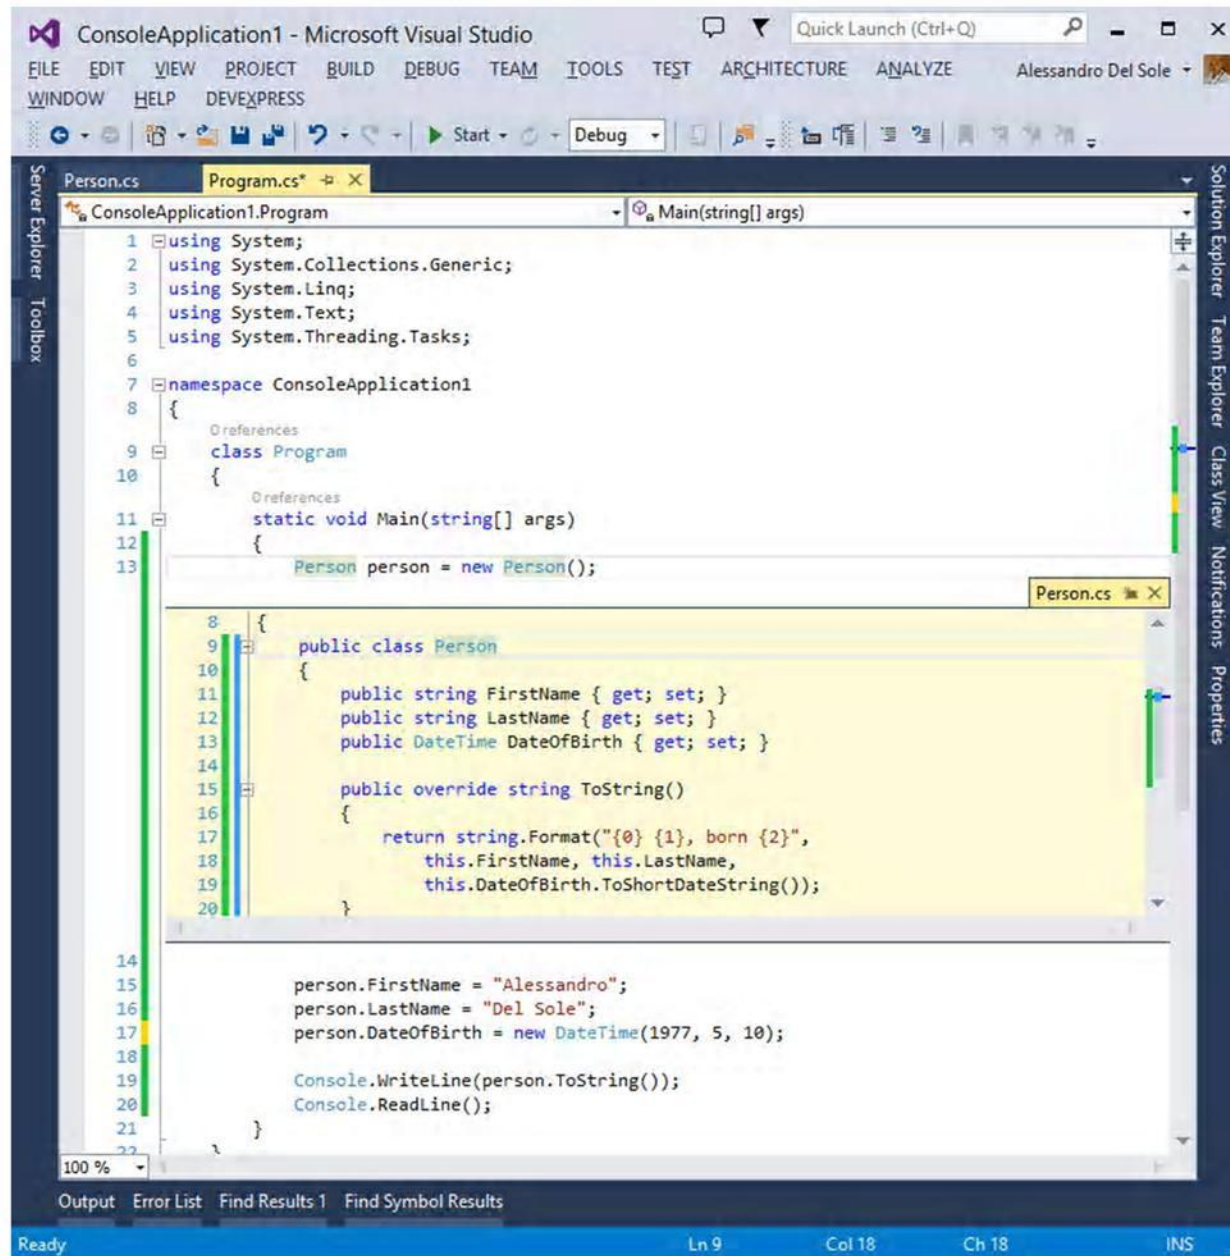 ConsoleApplication1 - Microsoft Visual Studio
Quick Launch (Ctrl+Q)
FILE EDIT VIEW PROJECT BUILD DEBUG TEAM TOOLS TEST ARCHITECTURE ANALYZE Alessandro Del Sole
WINDOW HELP DEVEXPRESS
Start Debug
Server Explorer
Toolbox
Person.cs Program.cs*
ConsoleApplication1.Program Main(string[] args)
1 using System;
2 using System.Collections.Generic;
3 using System.Linq;
4 using System.Text;
5 using System.Threading.Tasks;
6
7 namespace ConsoleApplication1
8 {
0 references
9 class Program
10 {
0 references
11 static void Main(string[] args)
12 {
13 Person person = new Person();
Person.cs
8 {
9 public class Person
10 {
11 public string FirstName { get; set; }
12 public string LastName { get; set; }
13 public DateTime DateOfBirth { get; set; }
14
15 public override string ToString()
16 {
17 return string.Format("{0} {1}, born {2}",
18 this.FirstName, this.LastName,
19 this.DateOfBirth.ToShortDateString());
20 }
14
15 person.FirstName = "Alessandro";
16 person.LastName = "Del Sole";
17 person.DateOfBirth = new DateTime(1977, 5, 10);
18
19 Console.WriteLine(person.ToString());
20 Console.ReadLine();
21 }
22 }
100 %
Solution Explorer
Team Explorer
Class View
Notifications
Properties
Output Error List Find Results 1 Find Symbol Results
Ready Ln 9 Col 18 Ch 18 INS